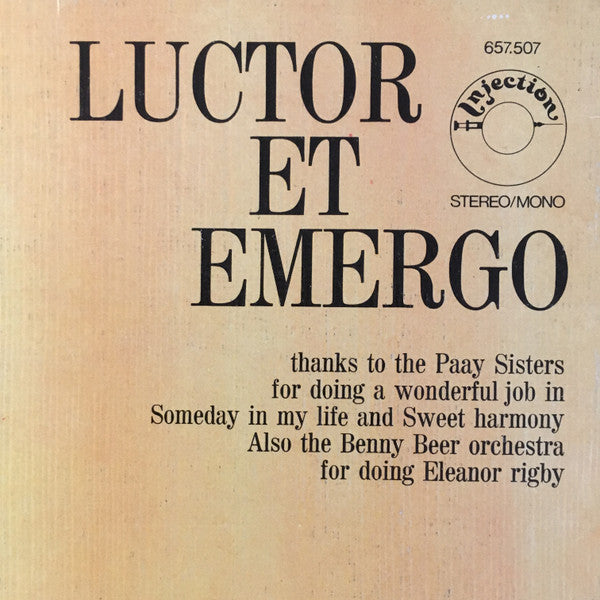 657.507
LUCTOR
Injection
ET
STEREO/MONO
EMERGO
thanks to the Paay Sisters
for doing a wonderful job in
Someday in my life and Sweet harmony
Also the Benny Beer orchestra
for doing Eleanor rigby